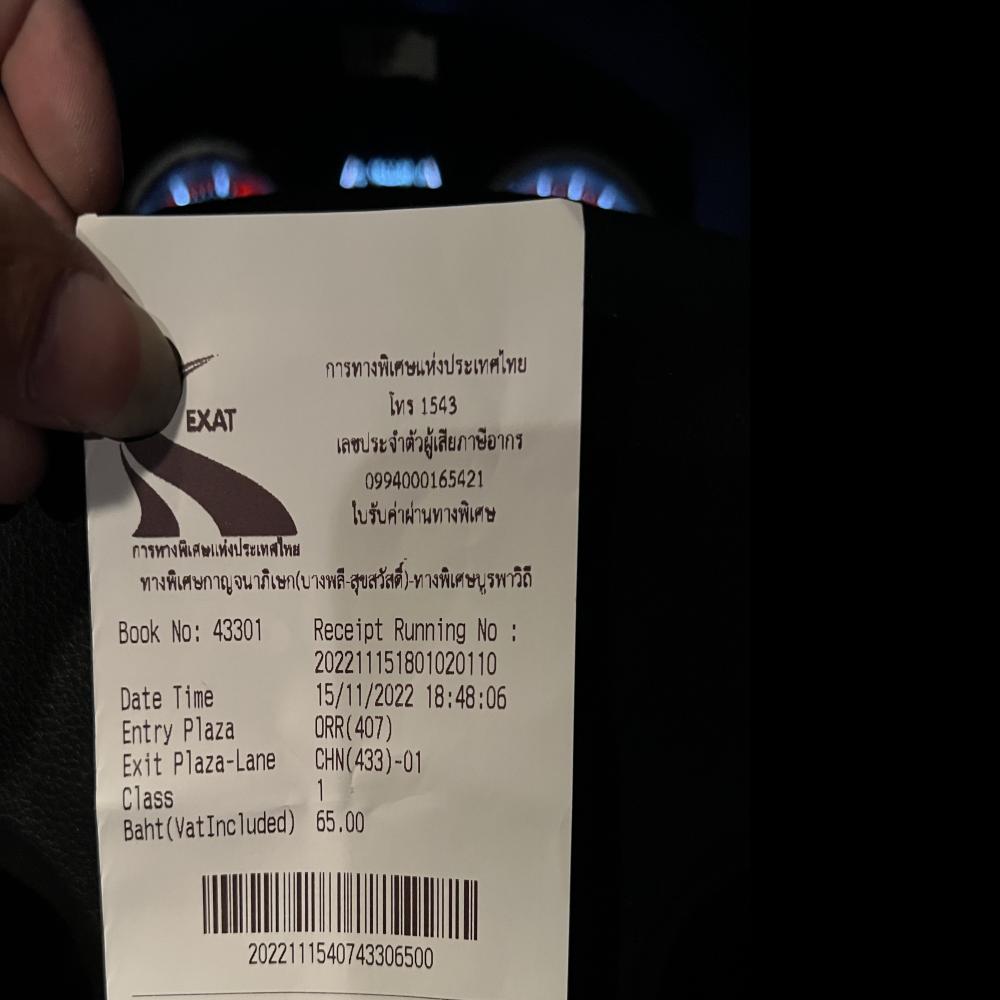 EXAT
การทางพิเศษแห่งประเทศไทย
การทางพิเศษแห่งประเทศไทย
โทร 1543
เลขประจำตัวผู้เสียภาษีอากร
0994000165421
ใบรับค่าผ่านทางพิเศษ
ทางพิเศษกาญจนาภิเษก(บางพลี-สุขสวัสดิ์)-ทางพิเศษบูรพาวิถี
Book No: 43301
Receipt Running No :
202211151801020110
Date Time 15/11/2022 18:48:06
Entry Plaza ORR(407)
Exit Plaza-Lane CHN(433)-01
Class 1
Baht(VatIncluded) 65.00
2022111540743306500